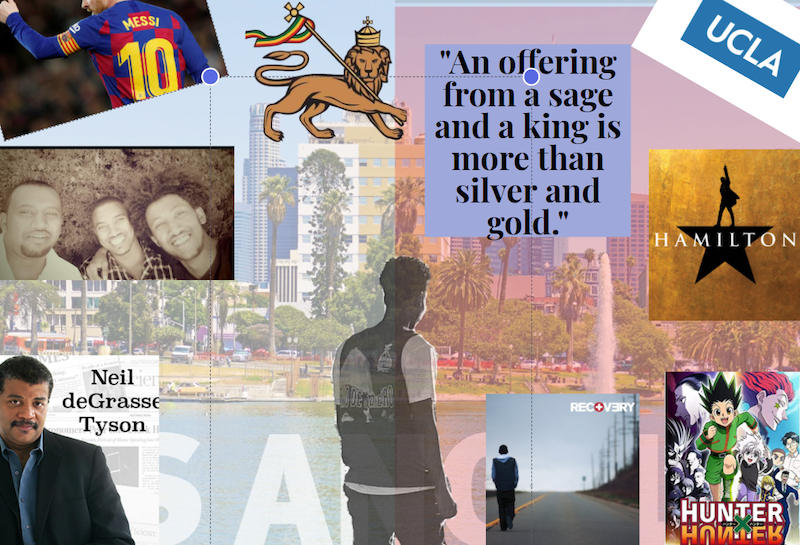 MESSI
10
UCLA
"An offering
from a sage
and a king is
more than
silver and
gold."
HAMILTON
Neil
deGrasse
Tyson
RECOVERY
HUNTER
HUNTER